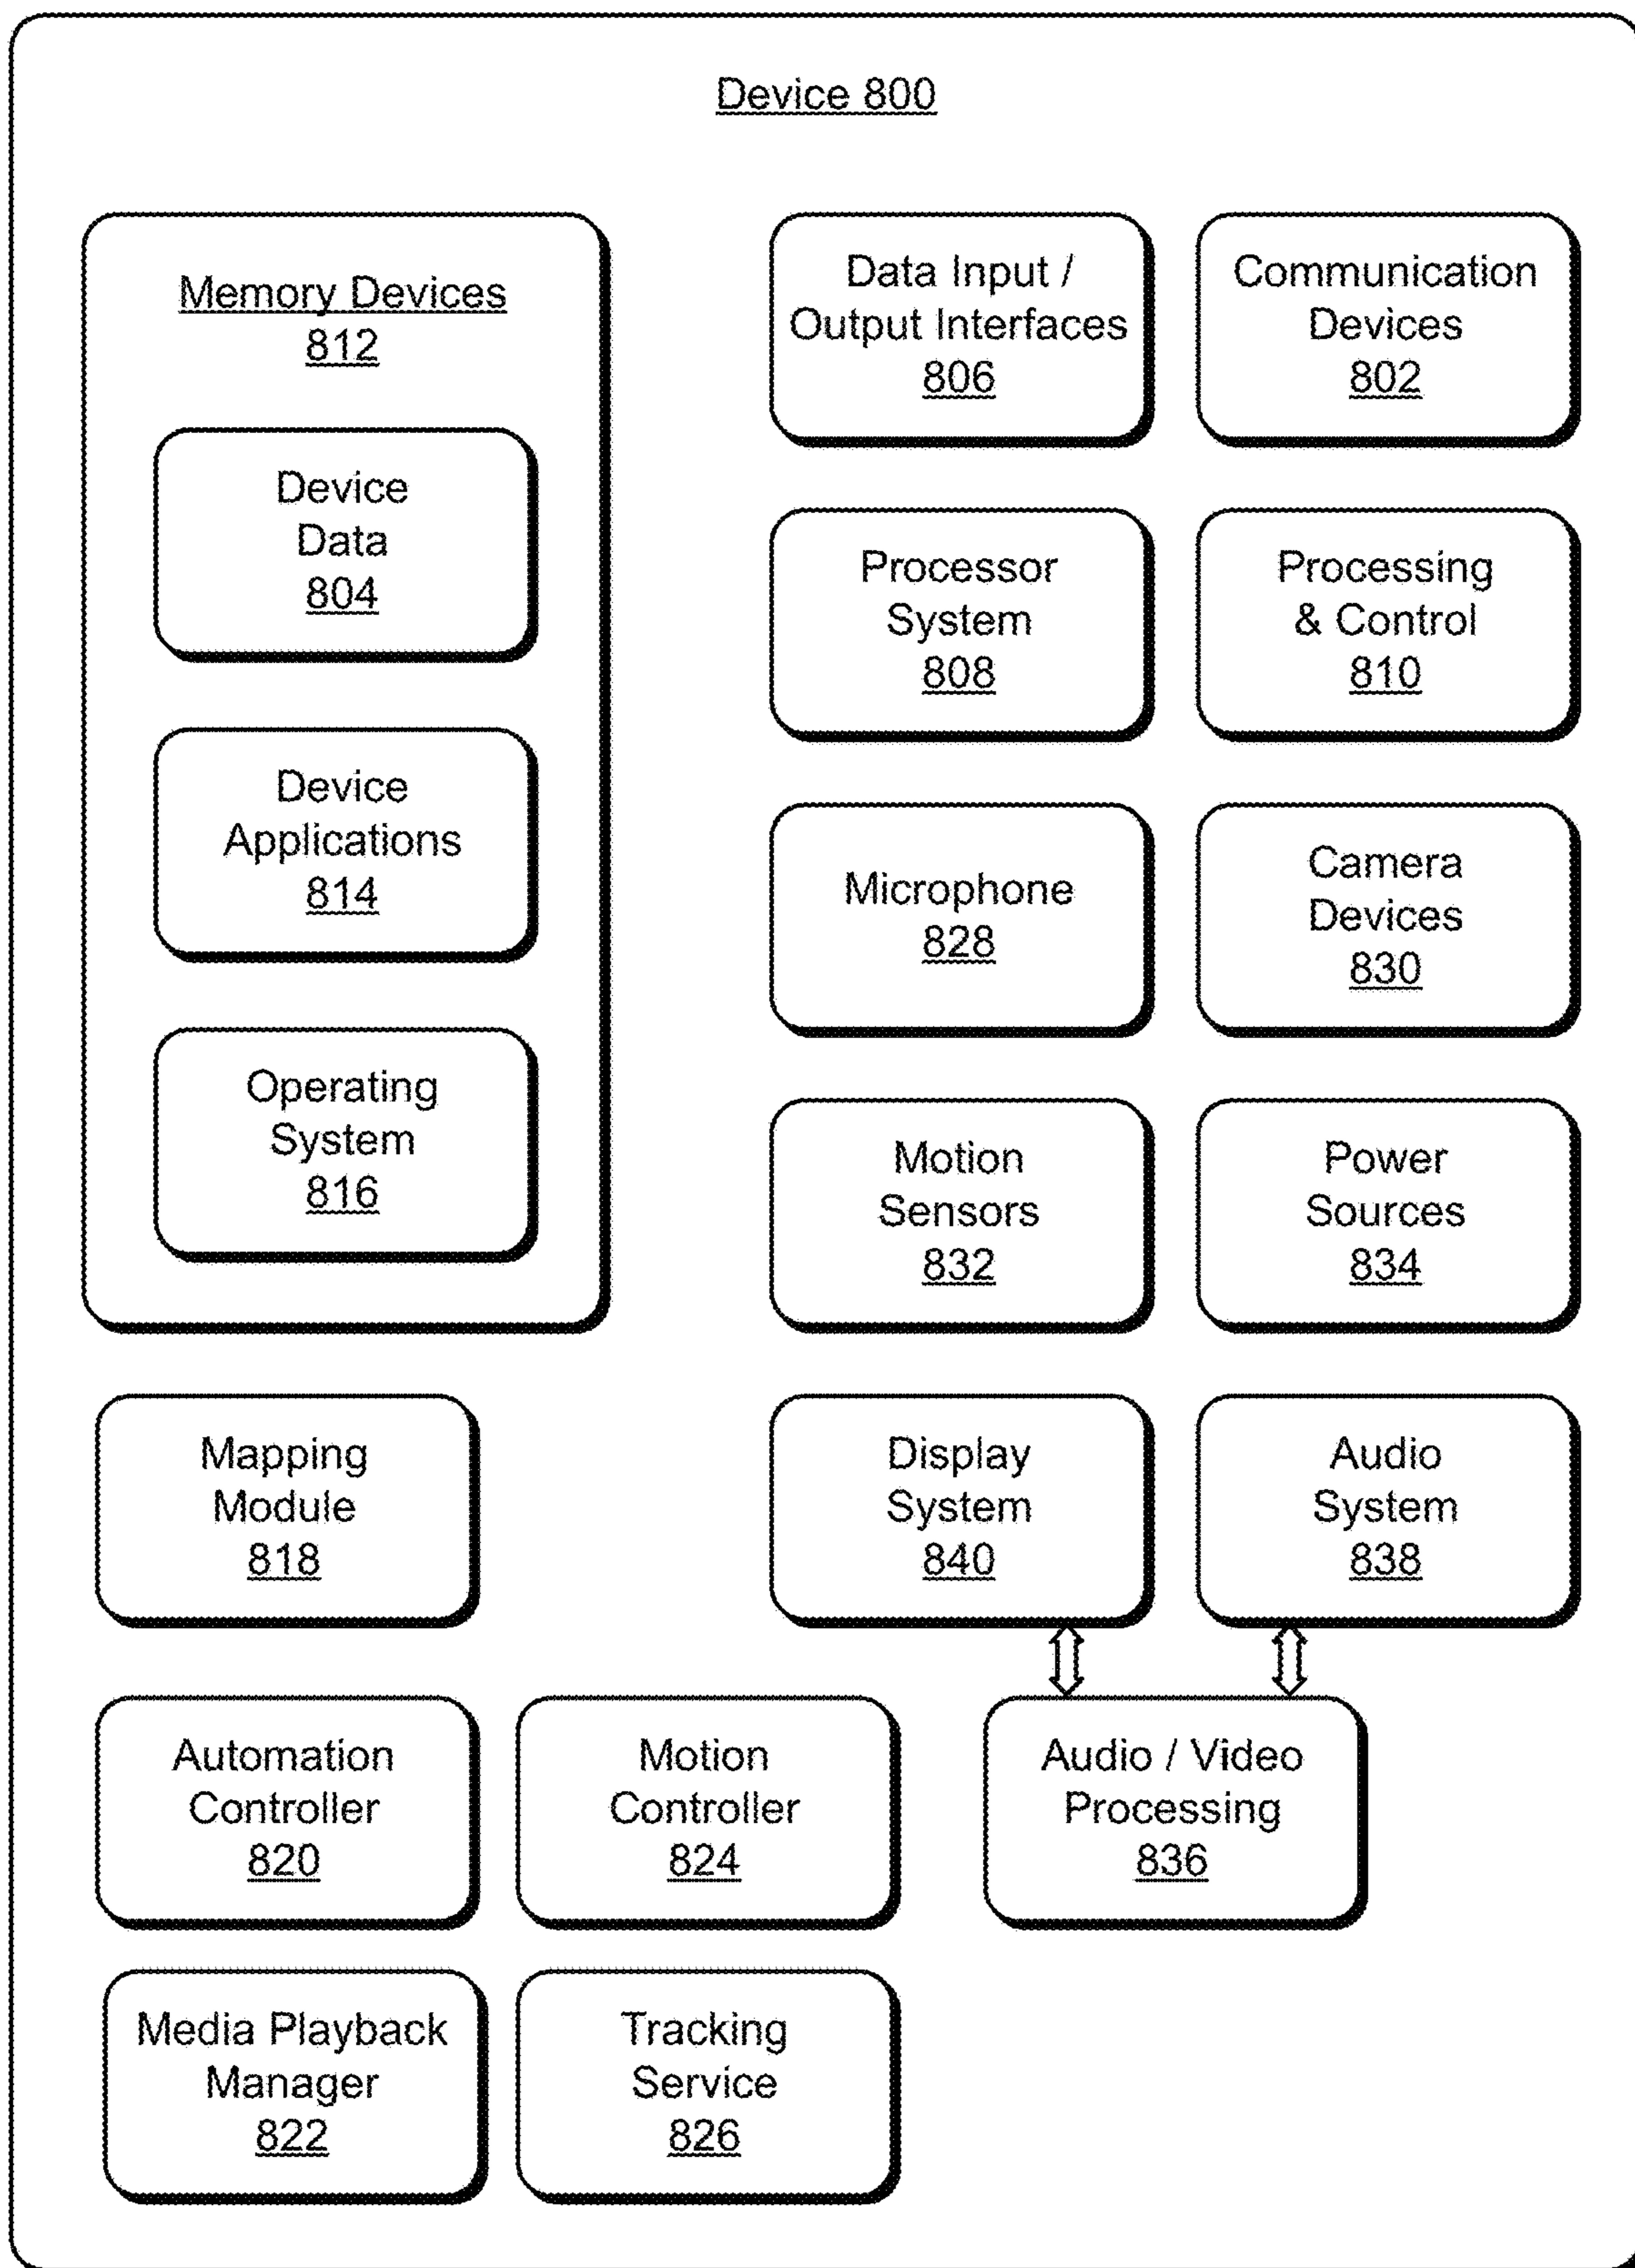 Device 800
Memory Devices
812
Device
Data
804
Device
Applications
814
Operating
System
816
Data Input /
Output Interfaces
806
Communication
Devices
802
Processor
System
808
Processing
& Control
810
Microphone
828
Camera
Devices
830
Motion
Sensors
832
Power
Sources
834
Mapping
Module
818
Display
System
840
Audio
System
838
Automation
Controller
820
Motion
Controller
824
Audio / Video
Processing
836
Media Playback
Manager
822
Tracking
Service
826